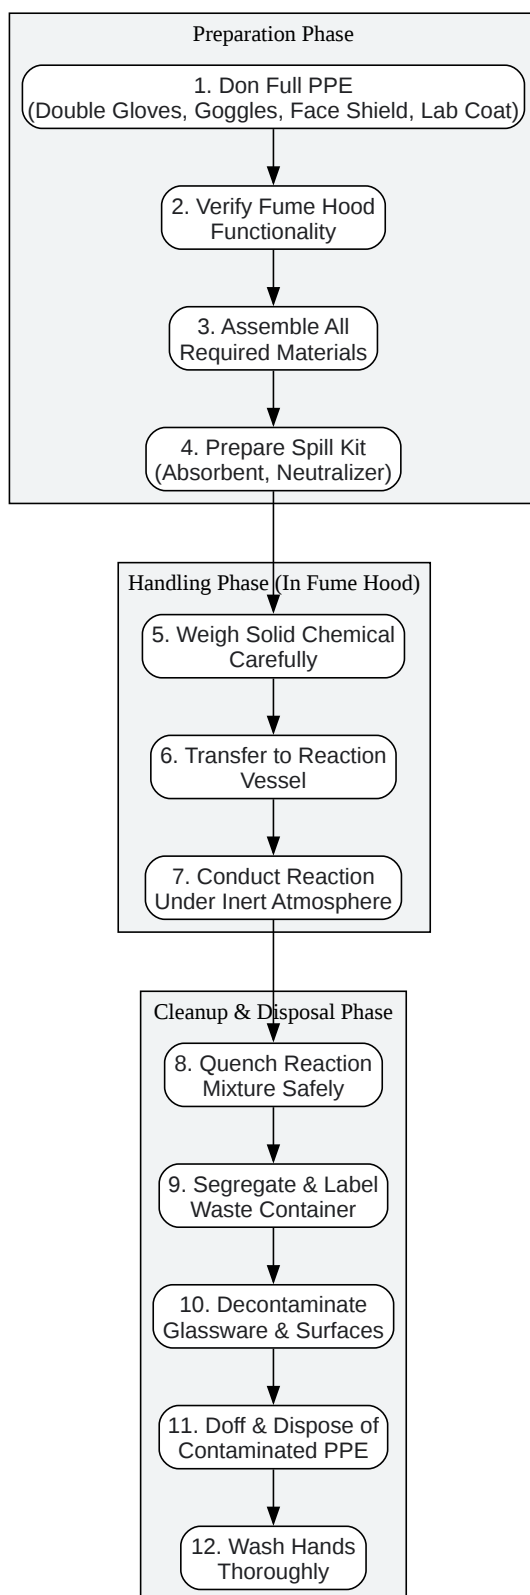 Preparation Phase
1. Don Full PPE
(Double Gloves, Goggles, Face Shield, Lab Coat)
2. Verify Fume Hood
Functionality
3. Assemble All
Required Materials
4. Prepare Spill Kit
(Absorbent, Neutralizer)
Handling Phase (In Fume Hood)
5. Weigh Solid Chemical
Carefully
6. Transfer to Reaction
Vessel
7. Conduct Reaction
Under Inert Atmosphere
Cleanup & Disposal Phase
8. Quench Reaction
Mixture Safely
9. Segregate & Label
Waste Container
10. Decontaminate
Glassware & Surfaces
11. Doff & Dispose of
Contaminated PPE
12. Wash Hands
Thoroughly